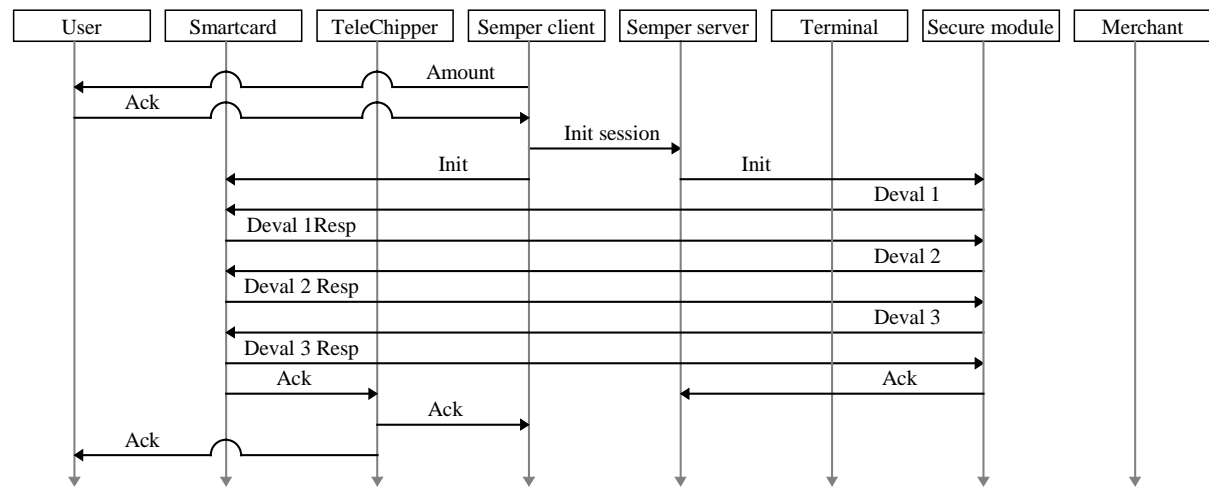 User
Smartcard
TeleChipper
Semper client
Semper server
Terminal
Secure module
Merchant
Amount
Ack
Init session
Init
Init
Deval 1
Deval 1Resp
Deval 2
Deval 2 Resp
Deval 3
Deval 3 Resp
Ack
Ack
Ack
Ack